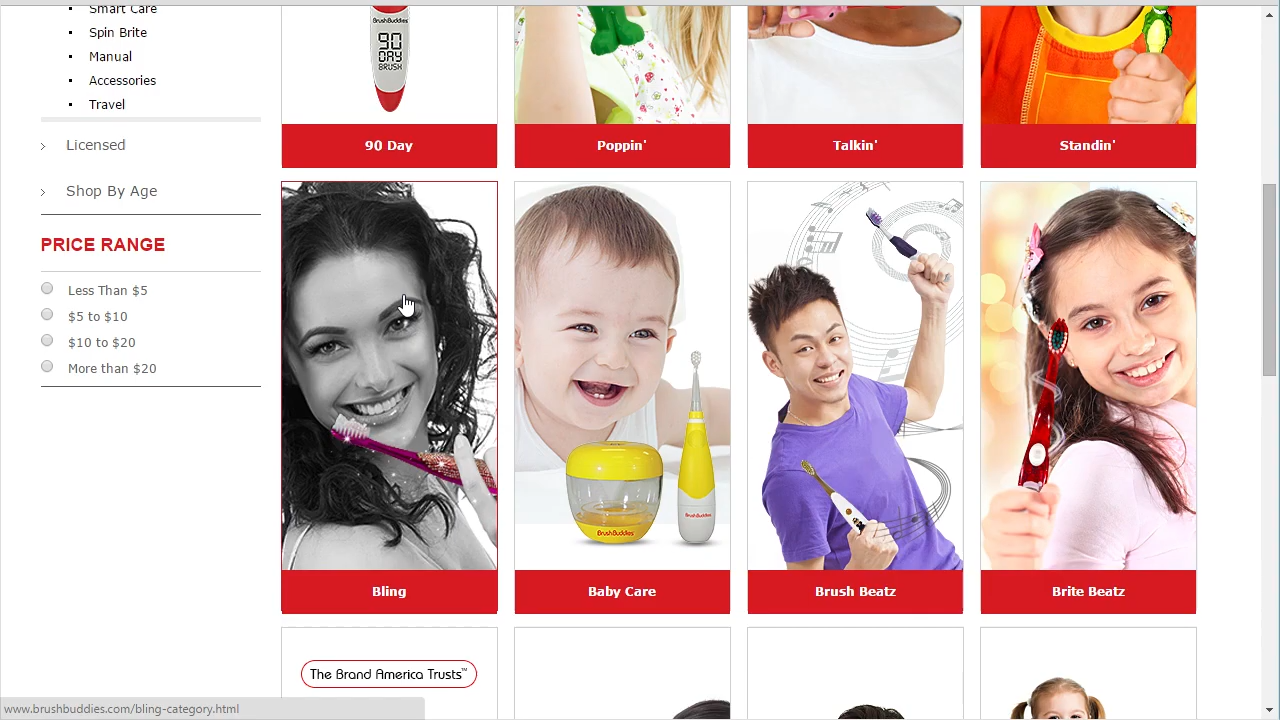 Smart Care
Spin Brite
Manual
Accessories
Travel
Licensed
Shop By Age
PRICE RANGE
Less Than $5
$5 to $10
$10 to $20
More than $20
BrushBuddies
90
DAY
BRUSH
90 Day
Poppin'
Talkin'
Standin'
BrushBuddies
BrushBuddies
Bling
Baby Care
Brush Beatz
Brite Beatz
The Brand America Trusts™
www.brushbuddies.com/bling-category.html